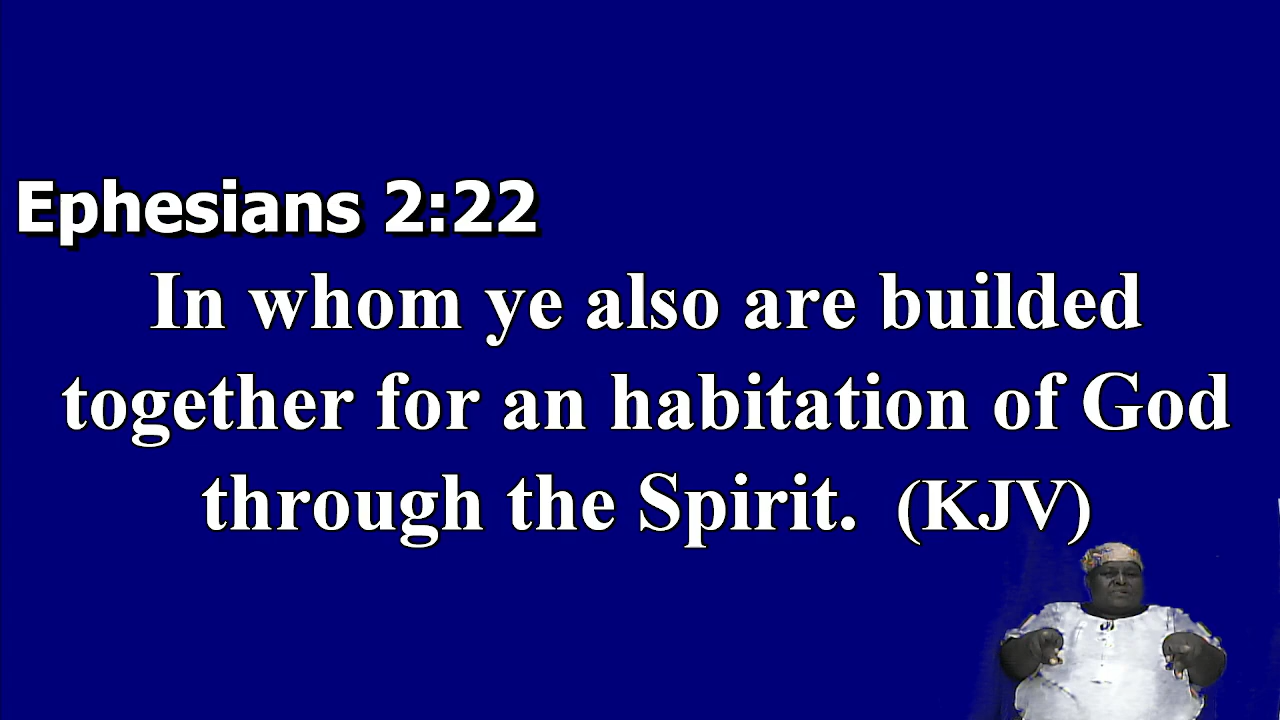 Ephesians 2:22
In whom ye also are builded
together for an habitation of God
through the Spirit.  (KJV)